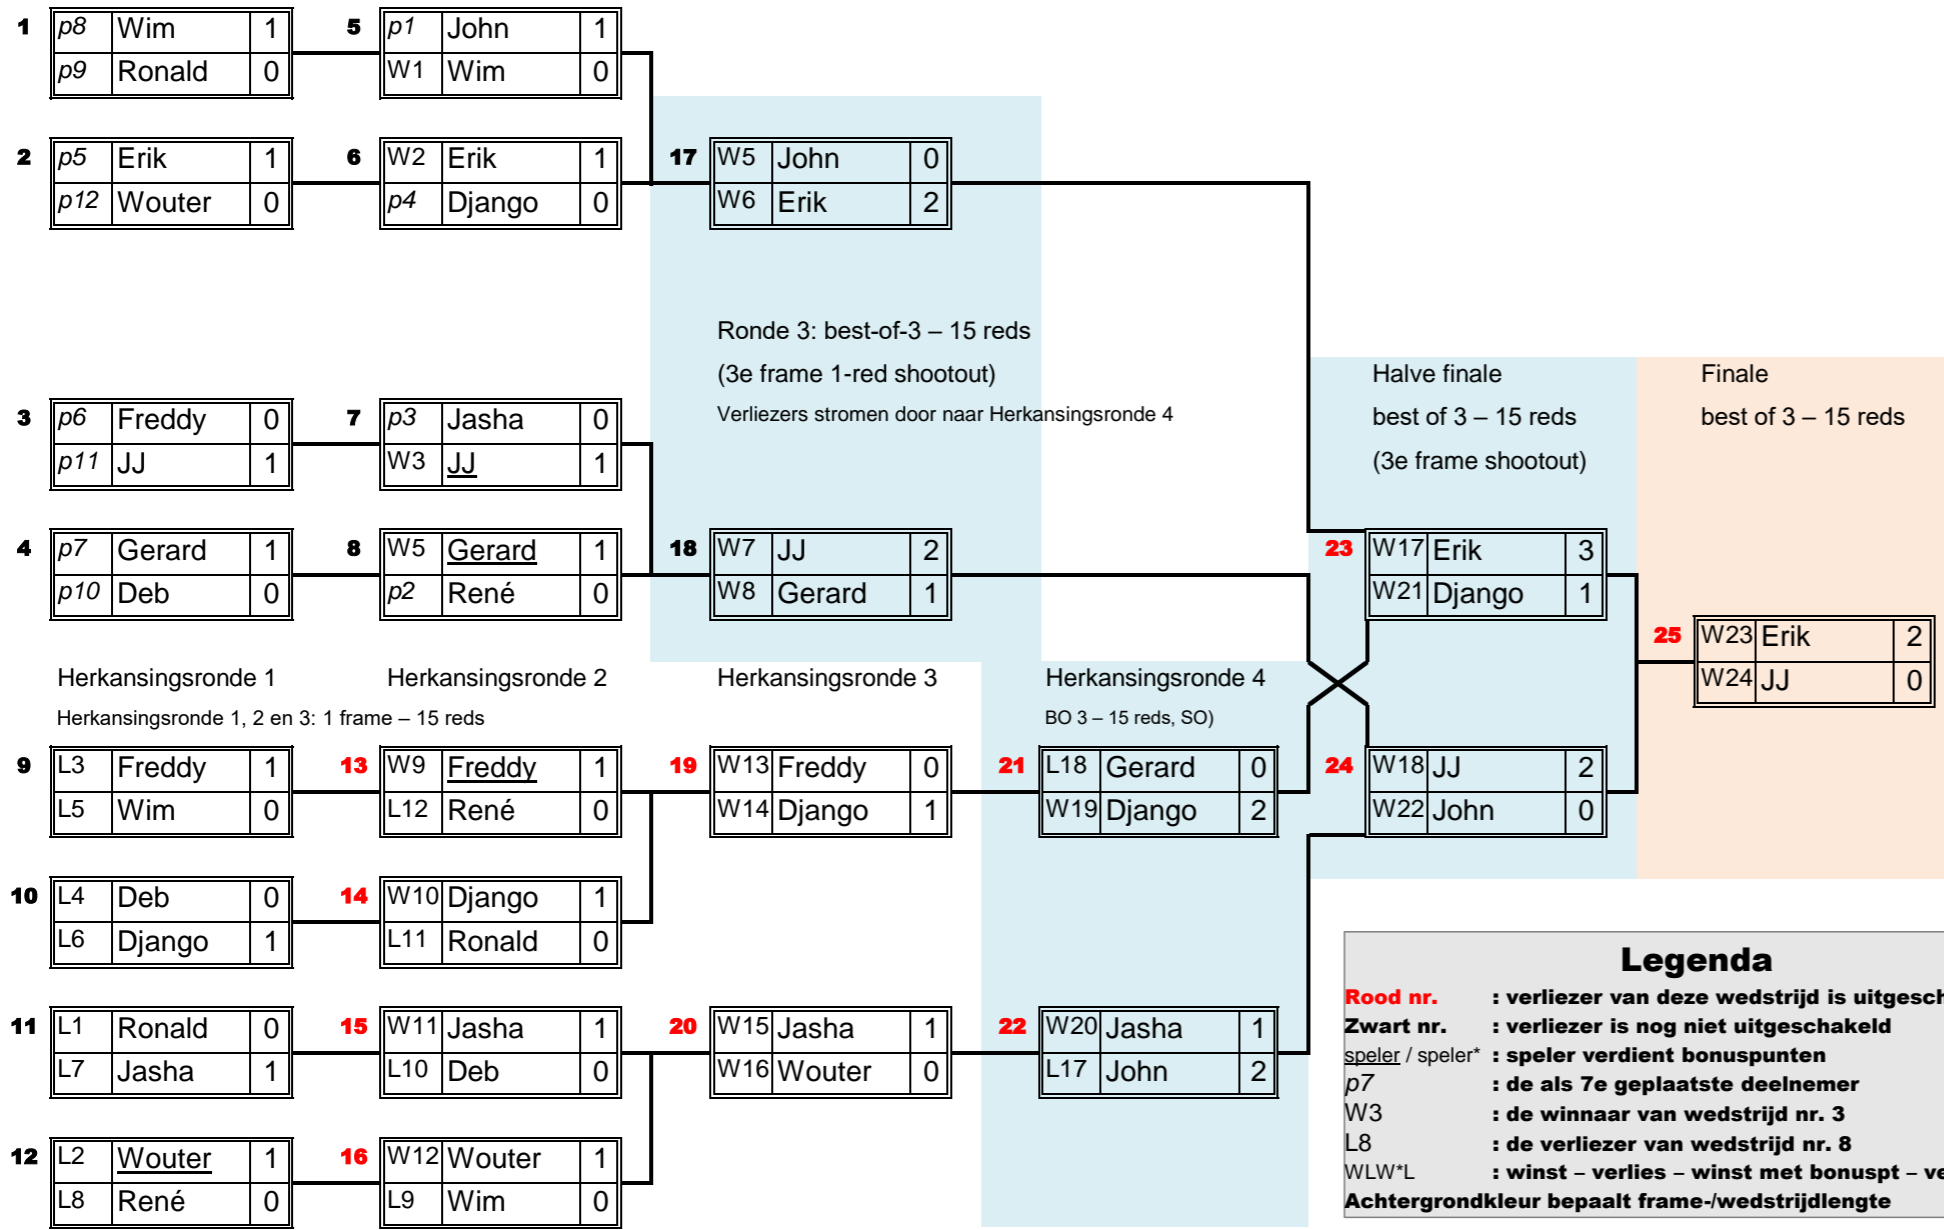 1 p8 Wim 1
p9 Ronald 0
5 p1 John 1
W1 Wim 0
2 p5 Erik 1
p12 Wouter 0
6 W2 Erik 1
p4 Django 0
17 W5 John 0
W6 Erik 2
Ronde 3: best-of-3 – 15 reds
(3e frame 1-red shootout)
Verliezers stromen door naar Herkansingsronde 4
Halve finale
best of 3 – 15 reds
(3e frame shootout)
Finale
best of 3 – 15 reds
3 p6 Freddy 0
p11 JJ 1
7 p3 Jasha 0
W3 JJ 1
4 p7 Gerard 1
p10 Deb 0
8 W5 Gerard 1
p2 René 0
18 W7 JJ 2
W8 Gerard 1
23 W17 Erik 3
W21 Django 1
25 W23 Erik 2
W24 JJ 0
Herkansingsronde 1
Herkansingsronde 2
Herkansingsronde 3
Herkansingsronde 4
Herkansingsronde 1, 2 en 3: 1 frame – 15 reds
BO 3 – 15 reds, SO)
9 L3 Freddy 1
L5 Wim 0
13 W9 Freddy 1
L12 René 0
19 W13 Freddy 0
W14 Django 1
21 L18 Gerard 0
W19 Django 2
24 W18 JJ 2
W22 John 0
10 L4 Deb 0
L6 Django 1
14 W10 Django 1
L11 Ronald 0
11 L1 Ronald 0
L7 Jasha 1
15 W11 Jasha 1
L10 Deb 0
20 W15 Jasha 1
W16 Wouter 0
22 W20 Jasha 1
L17 John 2
12 L2 Wouter 1
L8 René 0
16 W12 Wouter 1
L9 Wim 0
Legenda
Rood nr. : verliezer van deze wedstrijd is uitgesch
Zwart nr. : verliezer is nog niet uitgeschakeld
speler / speler* : speler verdient bonuspunten
p7 : de als 7e geplaatste deelnemer
W3 : de winnaar van wedstrijd nr. 3
L8 : de verliezer van wedstrijd nr. 8
WLW*L : winst – verlies – winst met bonuspt – ve
Achtergrondkleur bepaalt frame-/wedstrijdlengte